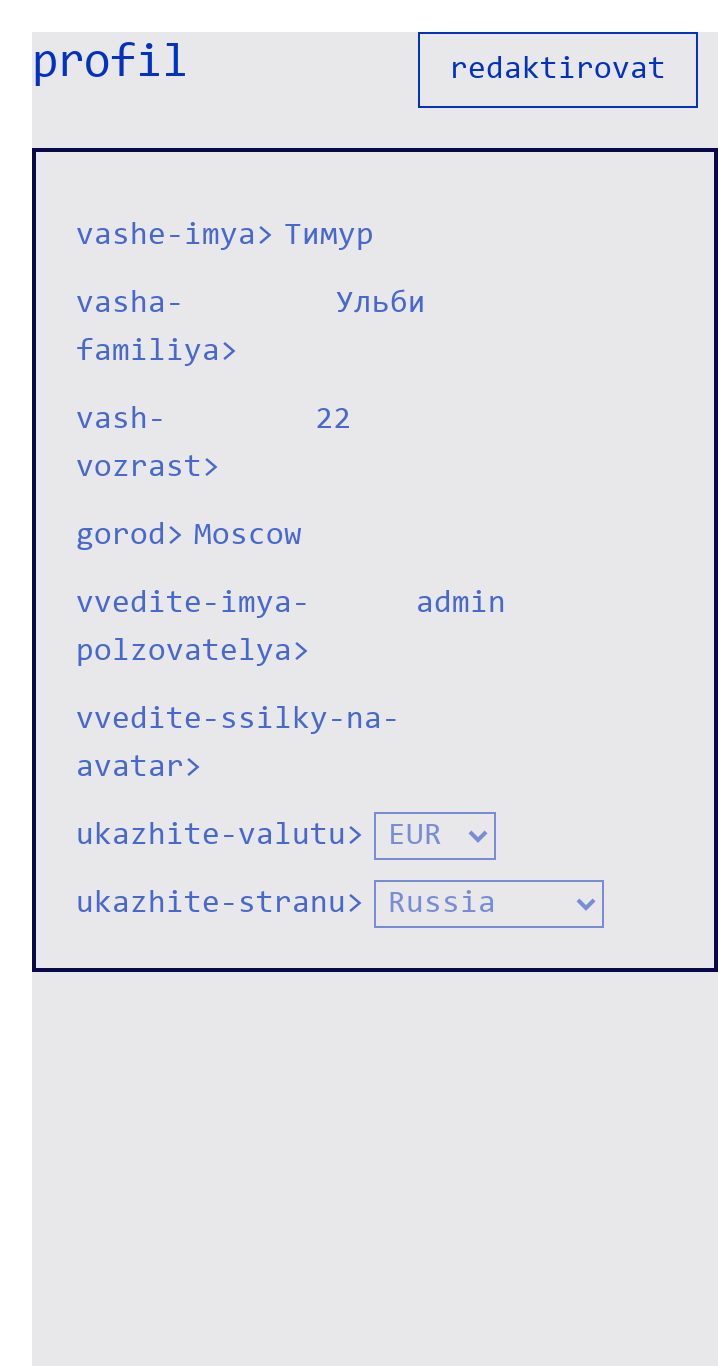 profil
redaktirovat
vashe-imya> Тимур
vasha- Ульби
familiya>
vash- 22
vozrast>
gorod> Moscow
vvedite-imya- admin
polzovatelya>
vvedite-ssilky-na-
avatar>
ukazhite-valutu> EUR
ukazhite-stranu> Russia